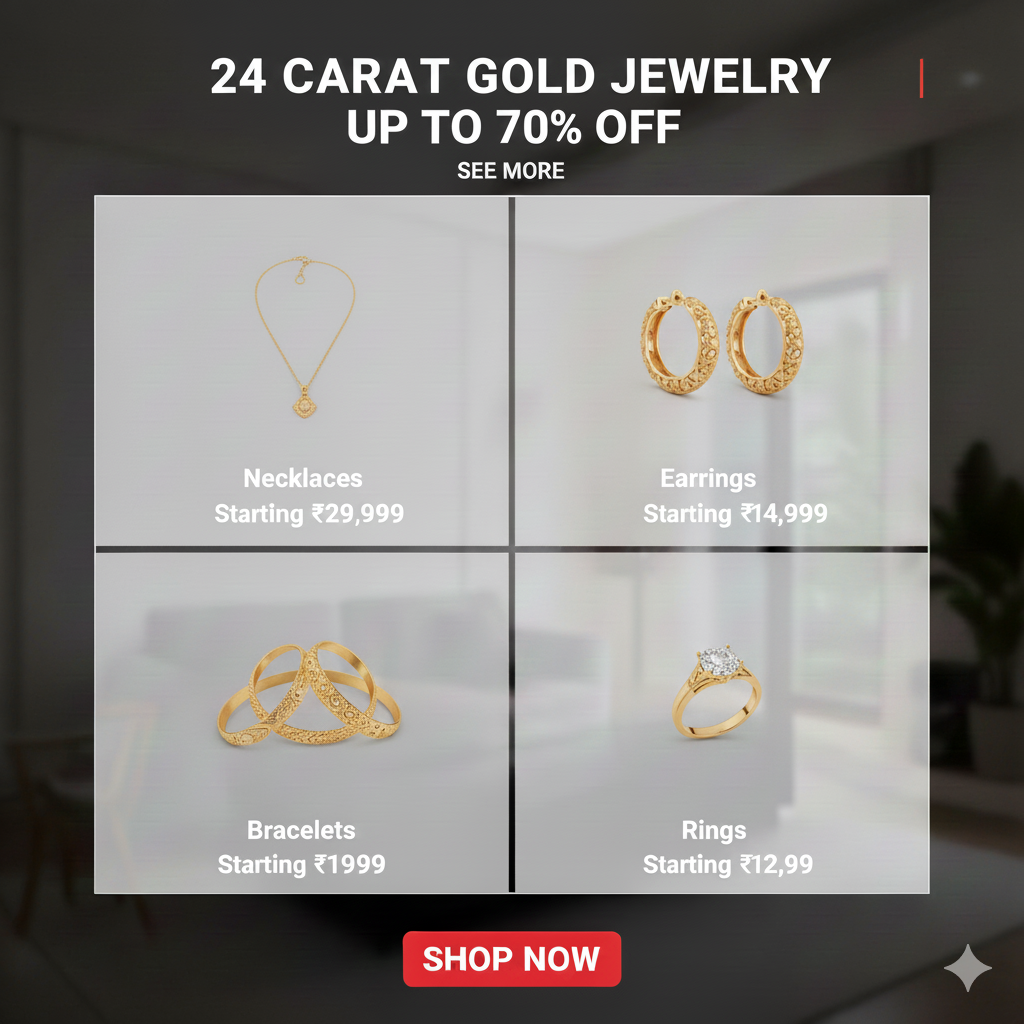 24 CARAT GOLD JEWELRY
UP TO 70% OFF
SEE MORE
Necklaces
Starting ₹29,999
Earrings
Starting ₹14,999
Bracelets
Starting ₹1999
Rings
Starting ₹12,99
SHOP NOW